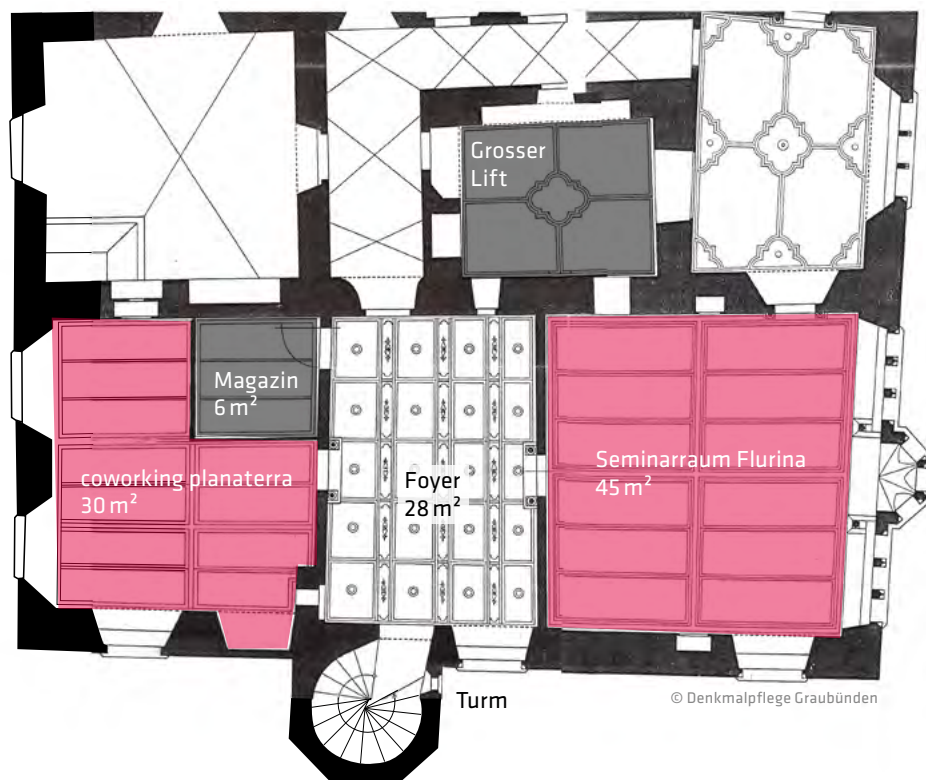 Grosser
Lift
Magazin
6 m²
coworking planaterra
30 m²
Foyer
28 m²
Seminarraum Flurina
45 m²
Turm
© Denkmalpflege Graubünden